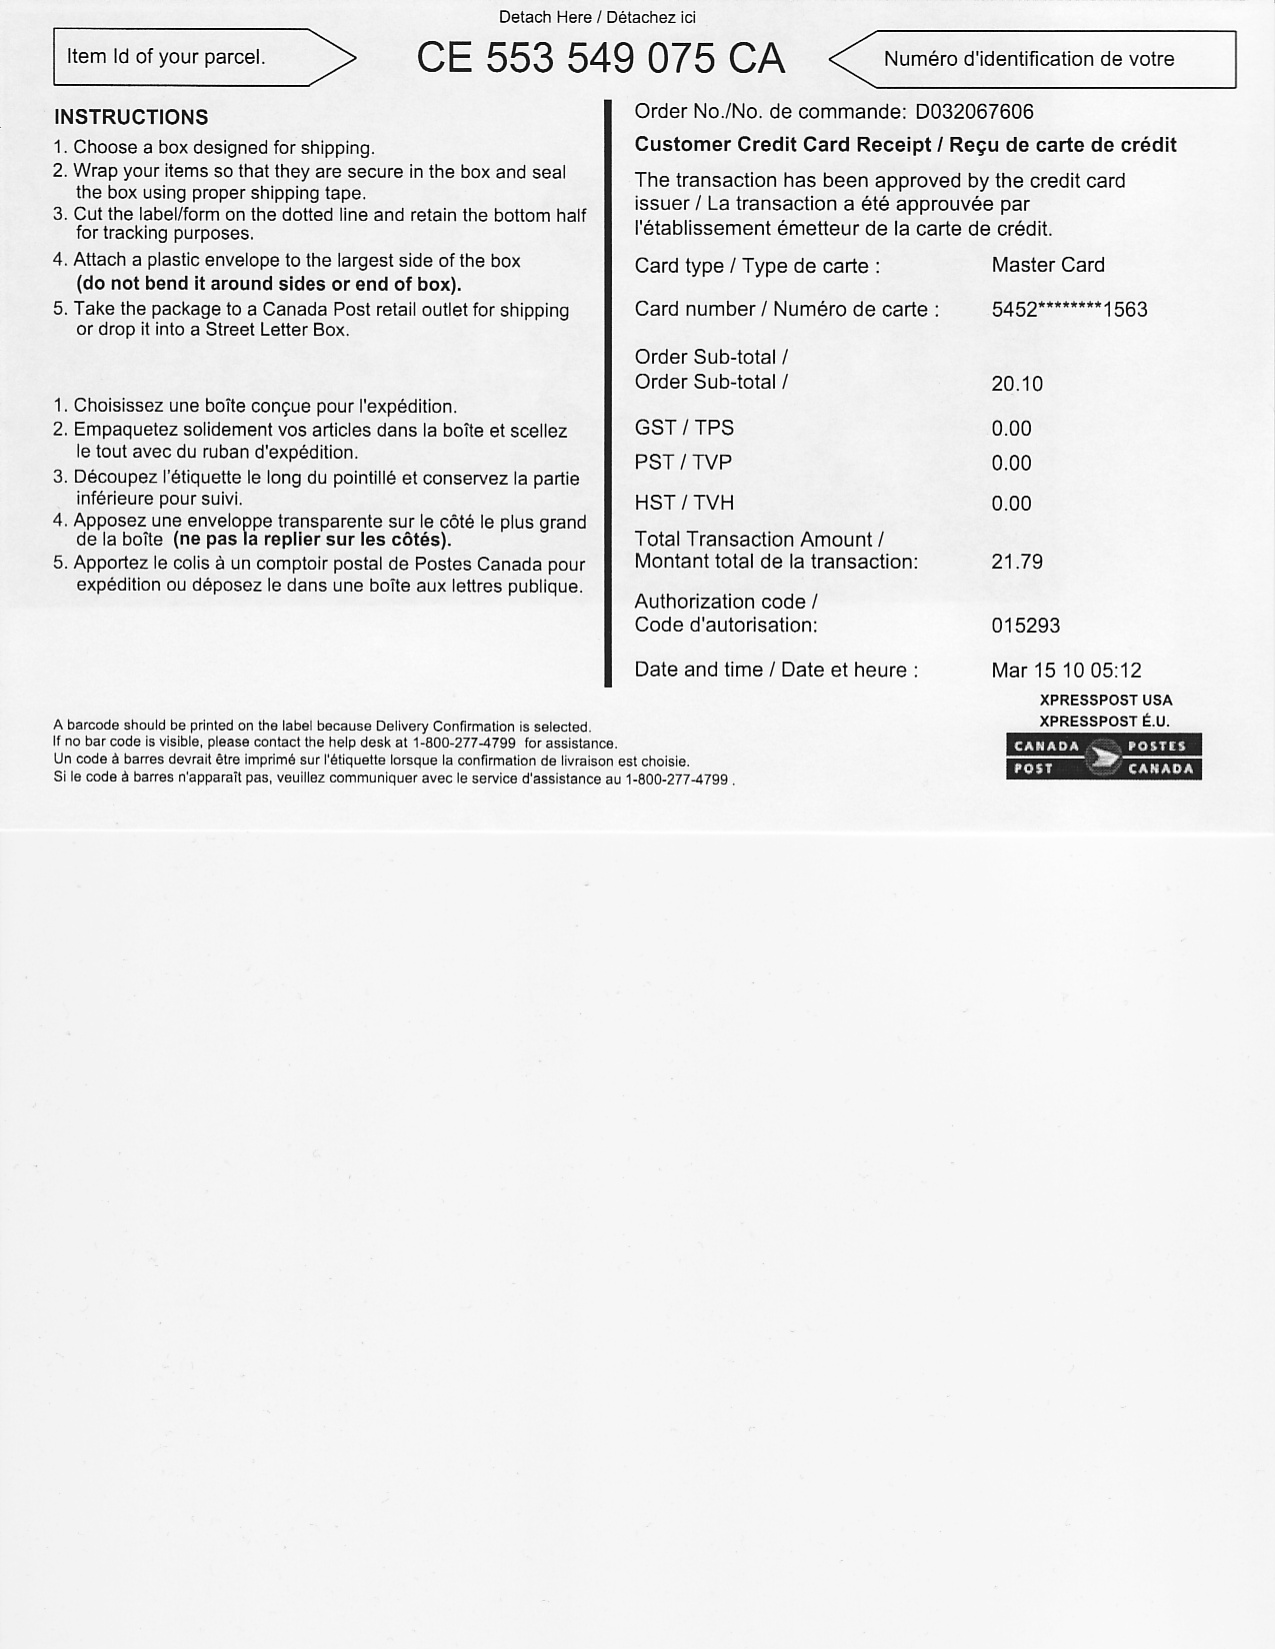 Detach Here / Détachez ici
Item Id of your parcel.
CE 553 549 075 CA
Numéro d'identification de votre
INSTRUCTIONS
1. Choose a box designed for shipping.
2. Wrap your items so that they are secure in the box and seal
the box using proper shipping tape.
3. Cut the label/form on the dotted line and retain the bottom half
for tracking purposes.
4. Attach a plastic envelope to the largest side of the box
(do not bend it around sides or end of box).
5. Take the package to a Canada Post retail outlet for shipping
or drop it into a Street Letter Box.
1. Choisissez une boîte conçue pour l'expédition.
2. Empaquetez solidement vos articles dans la boîte et scellez
le tout avec du ruban d'expédition.
3. Découpez l'étiquette le long du pointillé et conservez la partie
inférieure pour suivi.
4. Apposez une enveloppe transparente sur le côté le plus grand
de la boîte (ne pas la replier sur les côtés).
5. Apportez le colis à un comptoir postal de Postes Canada pour
expédition ou déposez le dans une boîte aux lettres publique.
Order No./No. de commande: D032067606
Customer Credit Card Receipt / Reçu de carte de crédit
The transaction has been approved by the credit card
issuer / La transaction a été approuvée par
l'établissement émetteur de la carte de crédit.
Card type / Type de carte : Master Card
Card number / Numéro de carte : 5452********1563
Order Sub-total /
Order Sub-total / 20.10
GST / TPS 0.00
PST / TVP 0.00
HST / TVH 0.00
Total Transaction Amount /
Montant total de la transaction: 21.79
Authorization code /
Code d'autorisation: 015293
Date and time / Date et heure : Mar 15 10 05:12
XPRESSPOST USA
XPRESSPOST É.U.
CANADA POSTES
POST CANADA
A barcode should be printed on the label because Delivery Confirmation is selected.
If no bar code is visible, please contact the help desk at 1-800-277-4799 for assistance.
Un code à barres devrait être imprimé sur l'étiquette lorsque la confirmation de livraison est choisie.
Si le code à barres n'apparaît pas, veuillez communiquer avec le service d'assistance au 1-800-277-4799 .